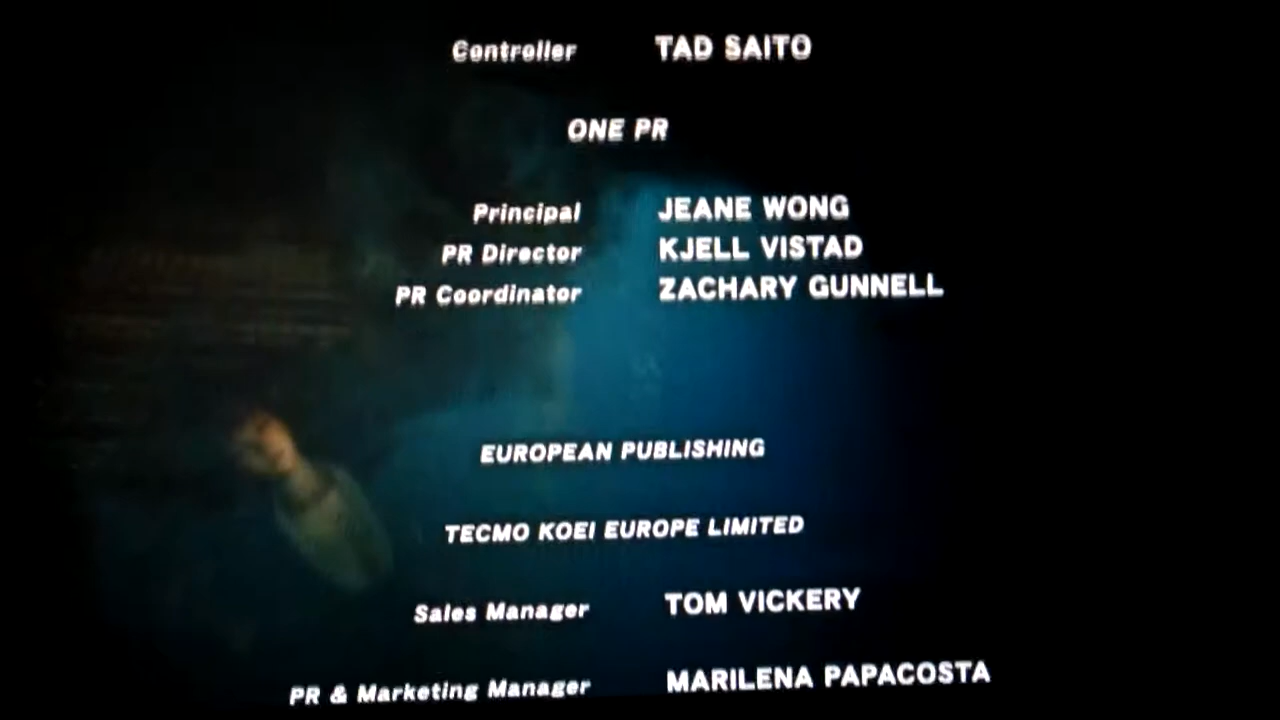 Controller TAD SAITO
ONE PR
Principal JEANE WONG
PR Director KJELL VISTAD
PR Coordinator ZACHARY GUNNELL
EUROPEAN PUBLISHING
TECMO KOEI EUROPE LIMITED
Sales Manager TOM VICKERY
PR & Marketing Manager MARILENA PAPACOSTA